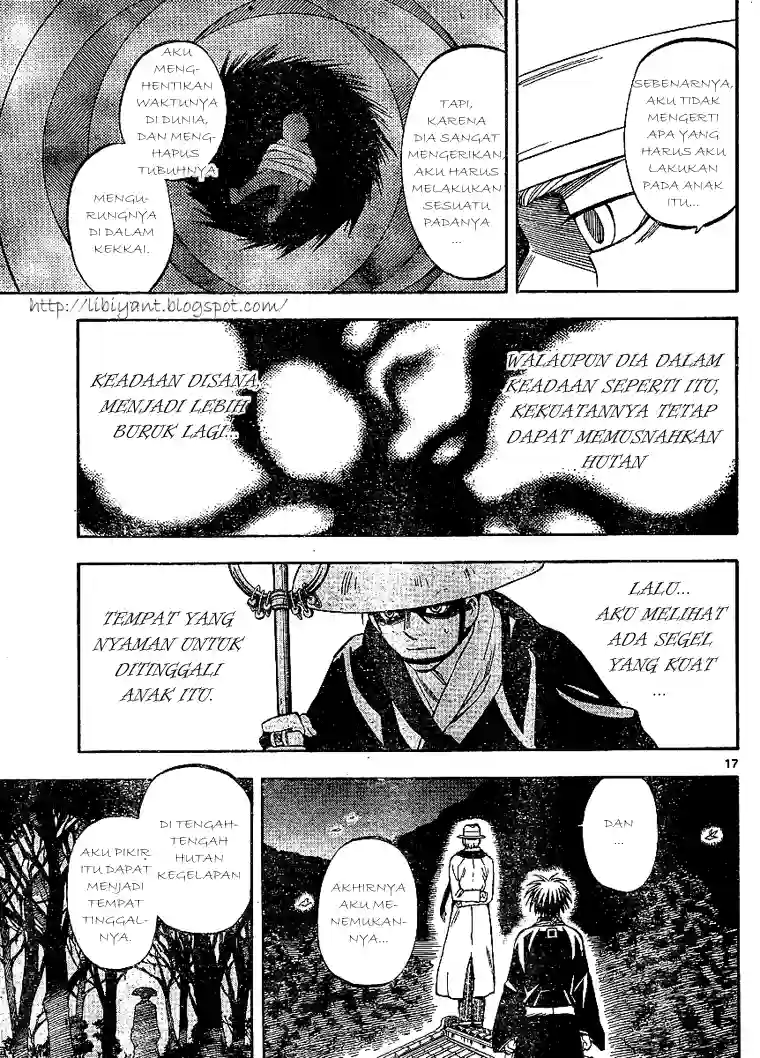 SEBENARNYA,
AKU TIDAK
MENGERTI
APA YANG
HARUS AKU
LAKUKAN
PADA ANAK
ITU...
TAPI,
KARENA
DIA SANGAT
MENGERIKAN,
AKU HARUS
MELAKUKAN
SESUATU
PADANYA
...
AKU
MENG-
HENTIKAN
WAKTUNYA
DI DUNIA,
DAN MENG-
HAPUS
TUBUHNYA
MENGU-
RUNGNYA
DI DALAM
KEKKAI.
http://libiyant.blogspot.com/
WALAUPUN DIA DALAM
KEADAAN SEPERTI ITU,
KEKUATANNYA TETAP
DAPAT MEMUSNAHKAN
HUTAN
KEADAAN DISANA
MENJADI LEBIH
BURUK LAGI...
LALU...
AKU MELIHAT
ADA SEGEL
YANG KUAT
...
TEMPAT YANG
NYAMAN UNTUK
DITINGGALI
ANAK ITU.
17
DAN
...
AKHIRNYA
AKU ME-
NEMUKAN-
NYA...
DI TENGAH-
TENGAH
HUTAN
KEGELAPAN
AKU PIKIR
ITU DAPAT
MENJADI
TEMPAT
TINGGAL-
NYA.